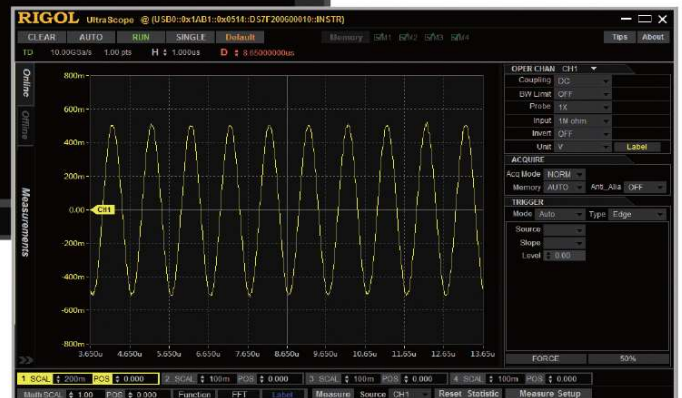 RIGOL UltraScope @ (USB0::0x1AB1::0x0514::DS7F200600010::INSTR)
CLEAR AUTO RUN SINGLE Default Memory Tips About
TD 10.00GSa/s 1.00 pts H 1.000us D 8.65000000us
Online
Offline
Measurements
800m
600m
400m
200m
0.00 CH1
-200m
-400m
-600m
-800m
3.650u 4.650u 5.650u 6.650u 7.650u 8.650u 9.650u 10.65u 11.65u 12.65u 13.65u
OPER CHAN CH1
Coupling DC
BW Limit OFF
Probe 1X
Input 1M ohm
Invert OFF
Unit V Label
ACQUIRE
Acq Mode NORM
Memory AUTO Anti_Alia OFF
TRIGGER
Mode Auto Type Edge
Source
Slope
Level 0.00
FORCE 50%
1 SCAL 200m POS 0.000 2 SCAL 100m POS 0.000 3 SCAL 100m POS 0.000 4 SCAL 100m POS 0.000
Math SCAL 1.00 POS 0.000 Function FFT Label Measure Source CH1 Reset Statistic Measure Setup